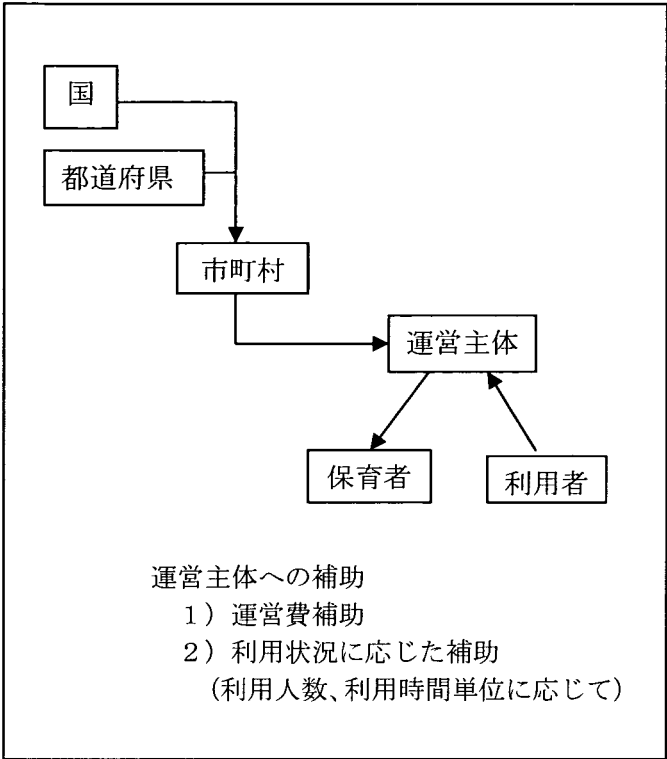 国
都道府県
市町村
運営主体
保育者
利用者
運営主体への補助
1）運営費補助
2）利用状況に応じた補助
(利用人数、利用時間単位に応じて)